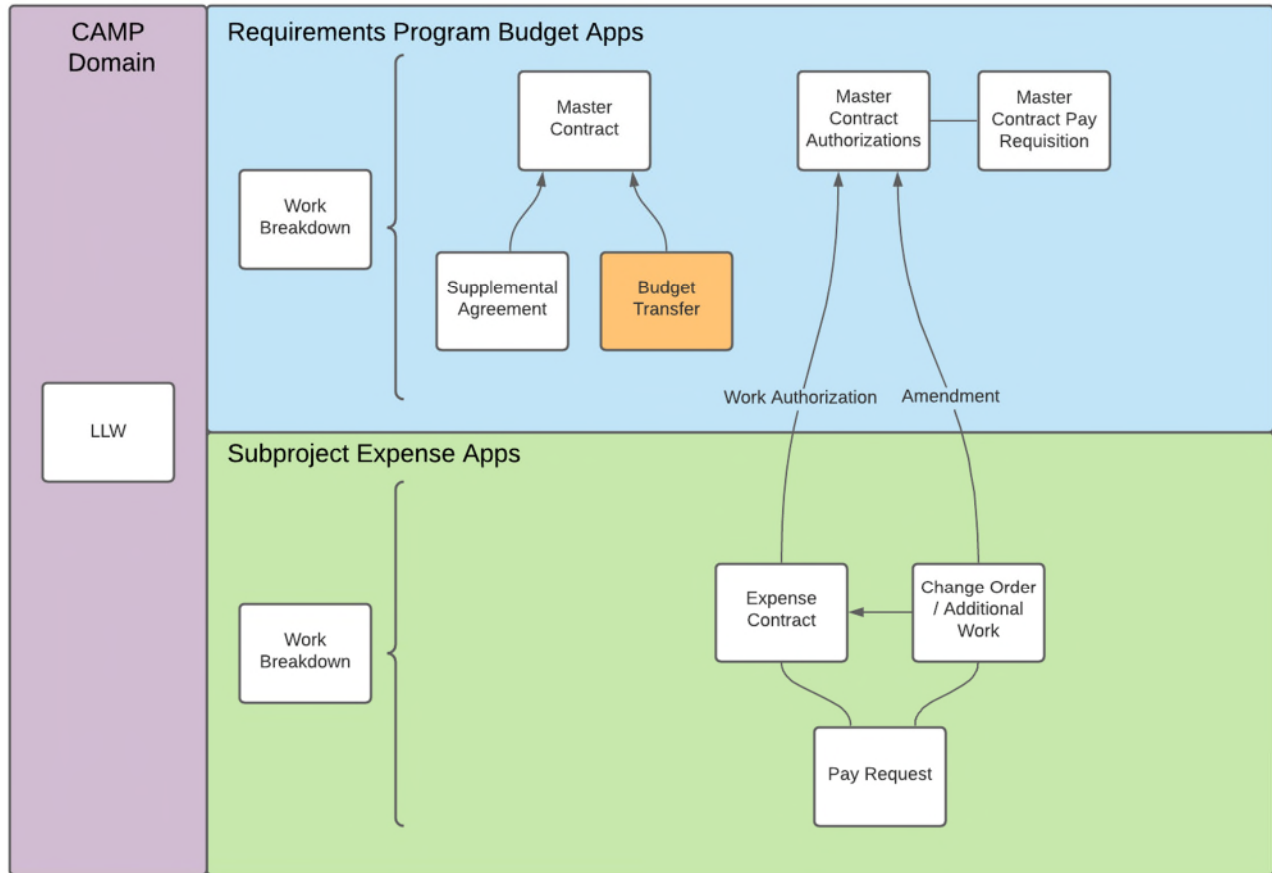 CAMP
Domain
Requirements Program Budget Apps
Master
Contract
Master
Contract
Authorizations
Master
Contract Pay
Requisition
Work
Breakdown
Supplemental
Agreement
Budget
Transfer
Work Authorization
Amendment
LLW
Subproject Expense Apps
Expense
Contract
Change Order
/ Additional
Work
Work
Breakdown
Pay Request